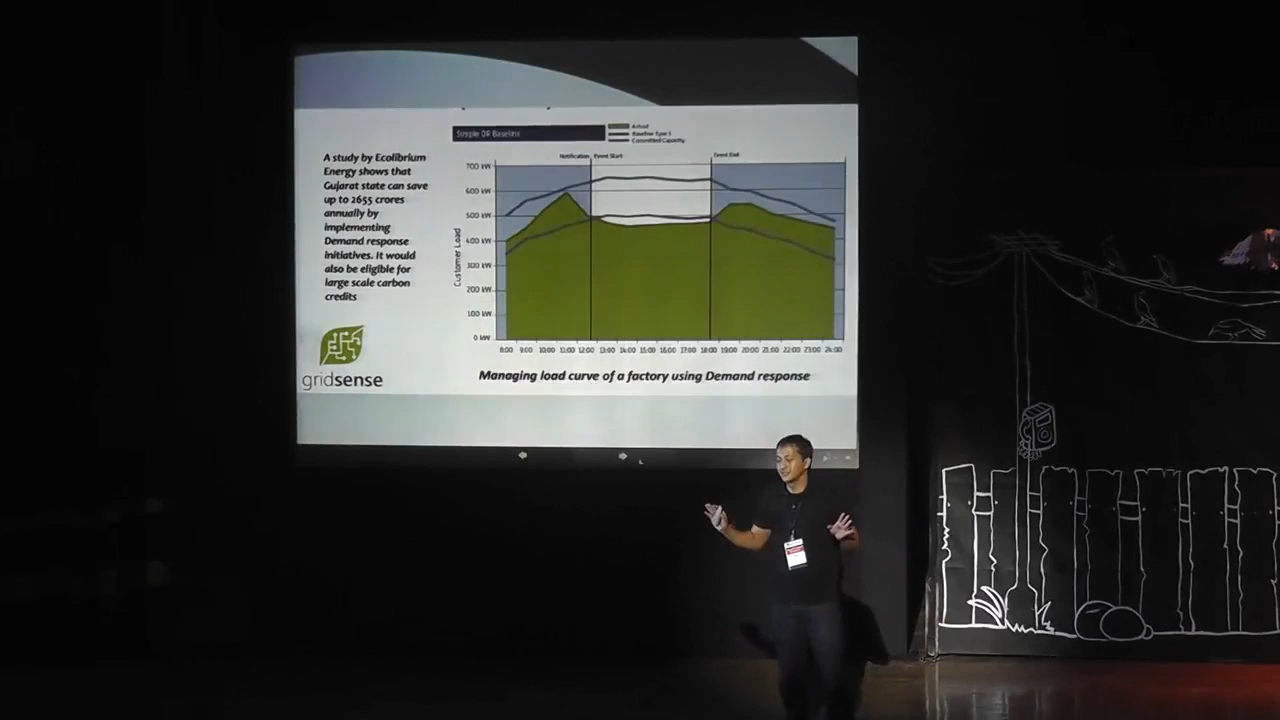 Simple DR Baseline
Actual
Baseline Type 1
Committed Capacity
A study by Ecolibrium
Energy shows that
Gujarat state can save
up to 2655 crores
annually by
implementing
Demand response
initiatives. It would
also be eligible for
large scale carbon
credits
gridsense
Notification
Event Start
Event End
Customer Load
700 kW
600 kW
500 kW
400 kW
300 kW
200 kW
100 kW
0 kW
8:00 9:00 10:00 11:00 12:00 13:00 14:00 15:00 16:00 17:00 18:00 19:00 20:00 21:00 22:00 23:00 24:00
Managing load curve of a factory using Demand response